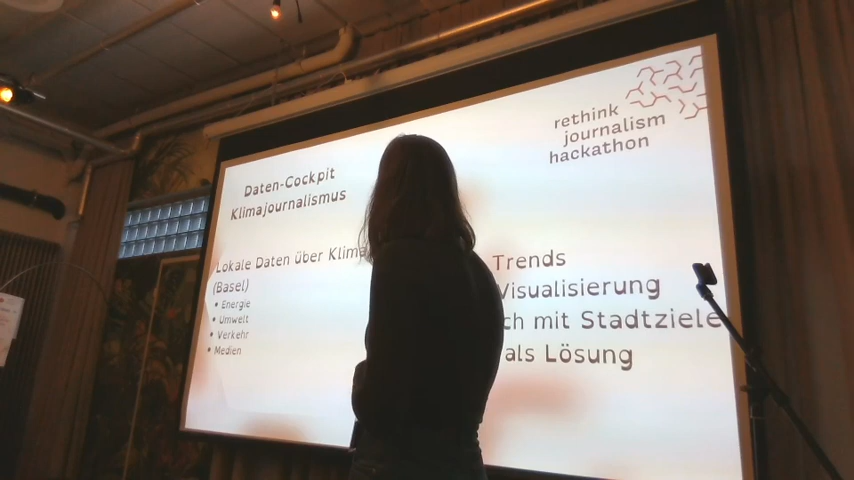 rethink
journalism
hackathon
Daten-Cockpit
Klimajournalismus
Lokale Daten über Klima
(Basel)
• Energie
• Umwelt
• Verkehr
• Medien
Trends
Visualisierung
ch mit Stadtziele
als Lösung